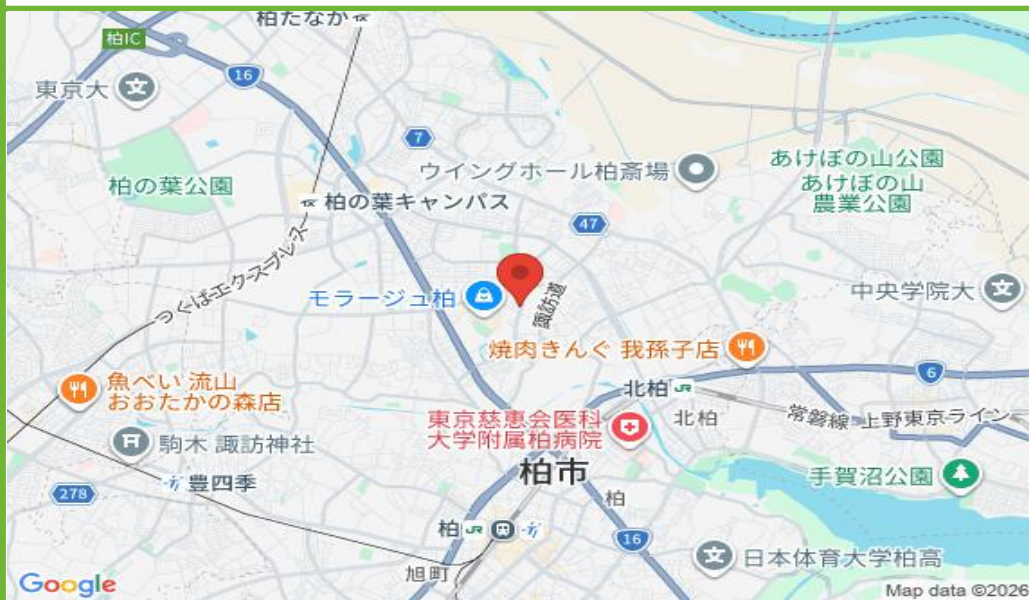 柏たなか
柏IC
16
東京大
7
ウイングホール柏斎場
あけぼの山公園
あけぼの山
農業公園
柏の葉公園
柏の葉キャンパス
47
つくばエクスプレス
モラージュ柏
諏訪道
中央学院大
焼肉きんぐ 我孫子店
6
魚べい 流山
おおたかの森店
北柏 JR
北柏
常磐線-上野東京ライン
東京慈恵会医科
大学附属柏病院
駒木 諏訪神社
柏市
手賀沼公園
278
豊四季
柏
柏 JR
16
日本体育大学柏高
旭町
Google
Map data ©2026